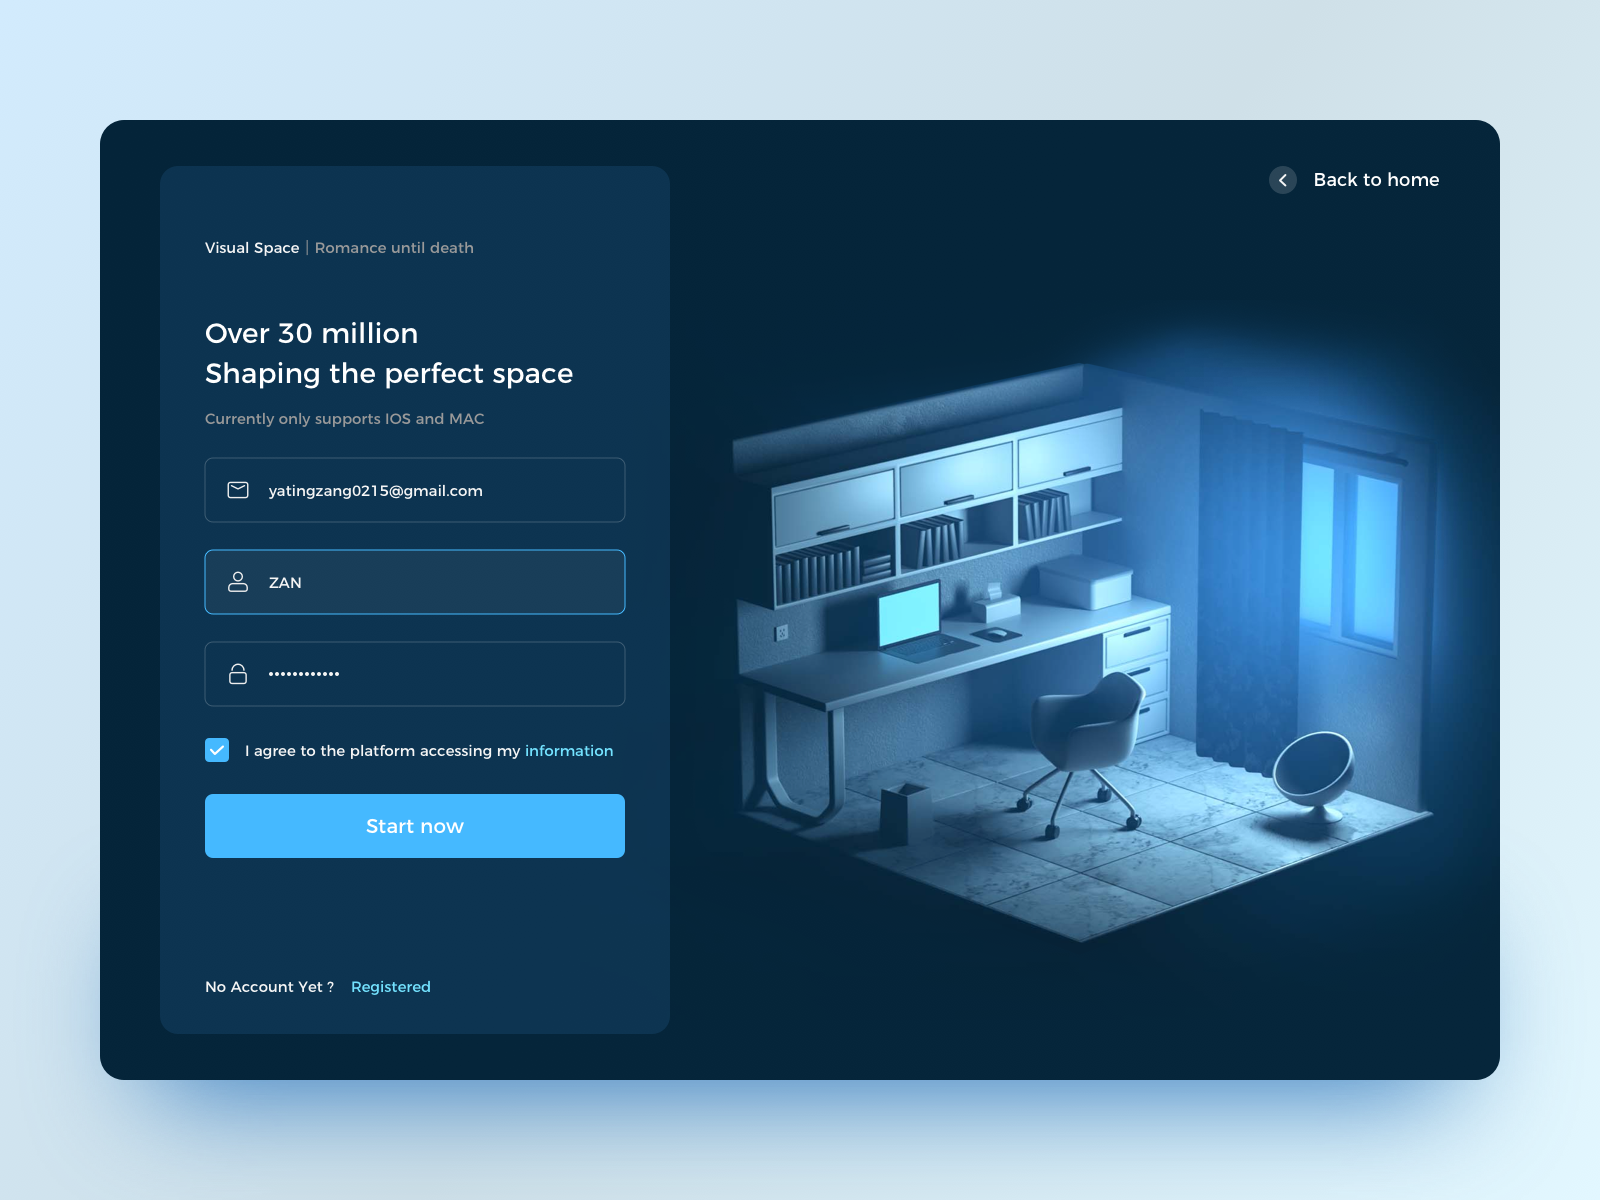 Back to home
Visual Space | Romance until death
Over 30 million
Shaping the perfect space
Currently only supports IOS and MAC
yatingzang0215@gmail.com
ZAN
••••••••••••
I agree to the platform accessing my information
Start now
No Account Yet ? Registered